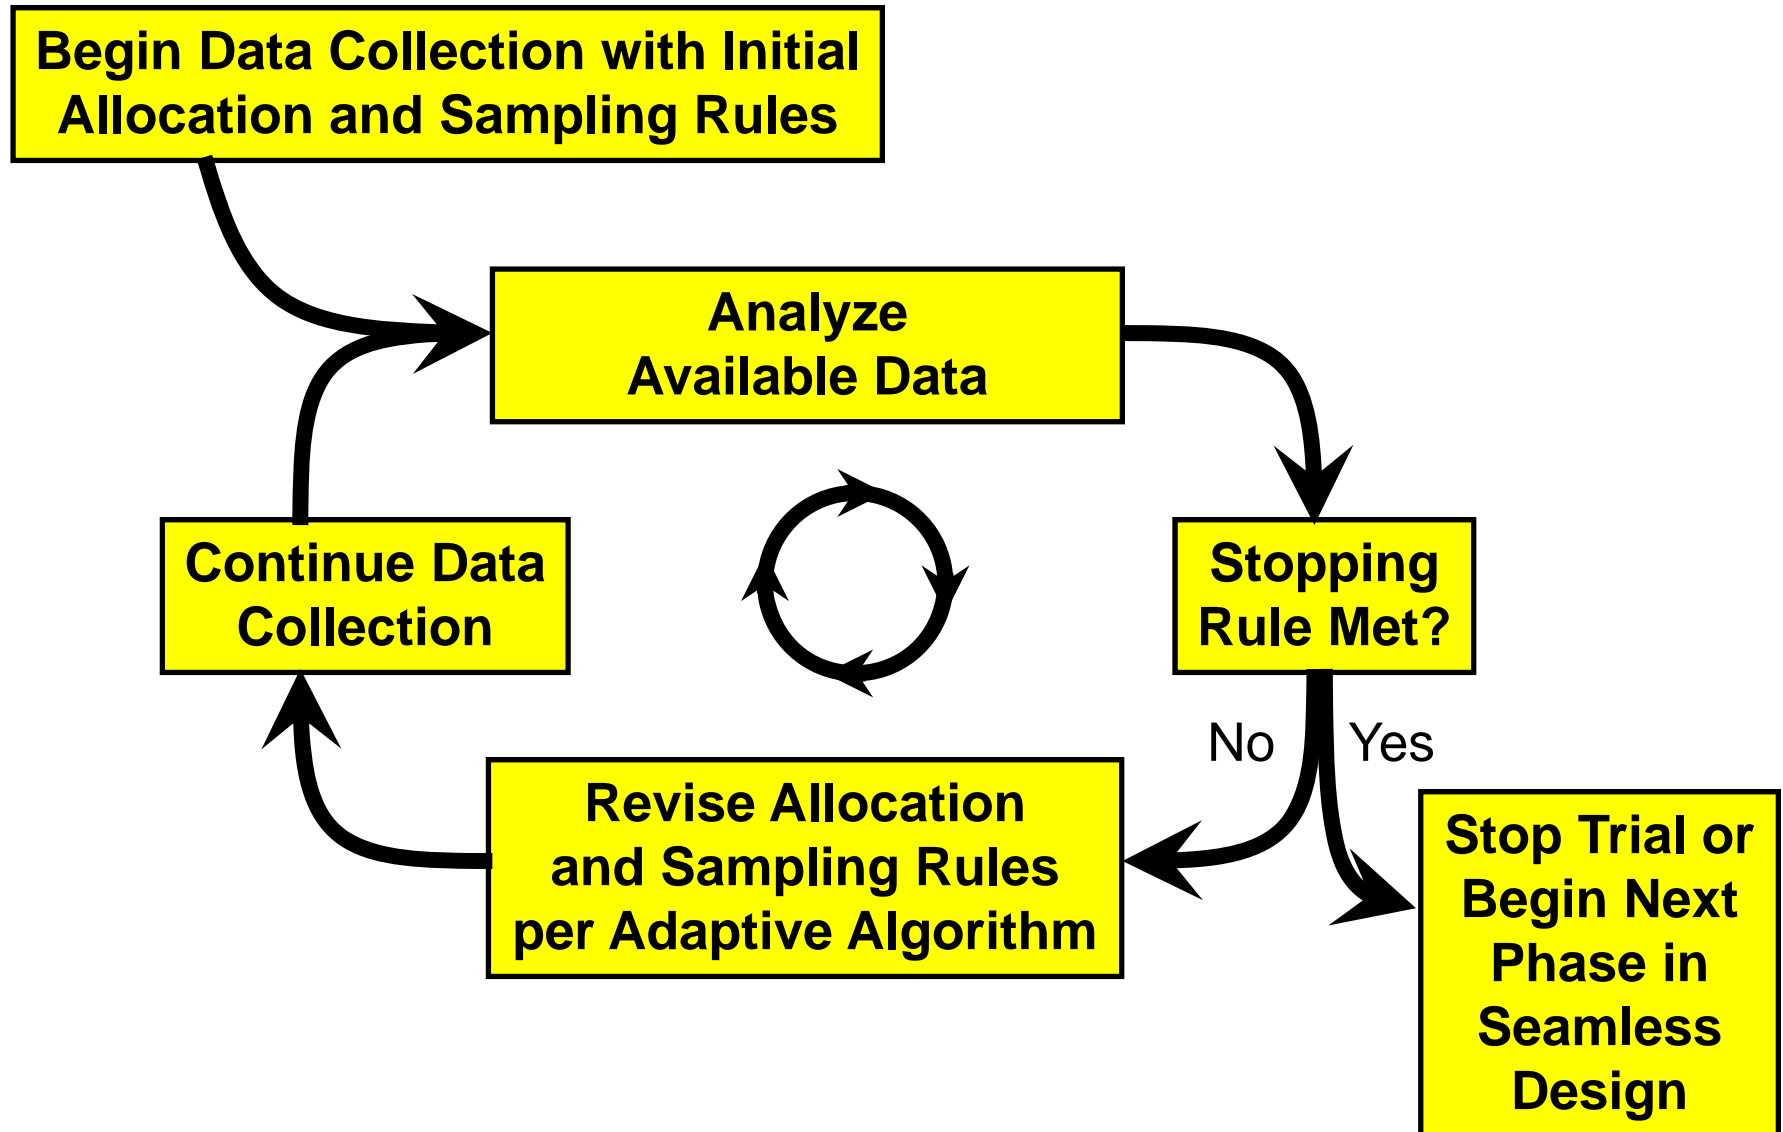 Begin Data Collection with Initial
Allocation and Sampling Rules
Analyze
Available Data
Continue Data
Collection
Stopping
Rule Met?
No
Yes
Revise Allocation
and Sampling Rules
per Adaptive Algorithm
Stop Trial or
Begin Next
Phase in
Seamless
Design